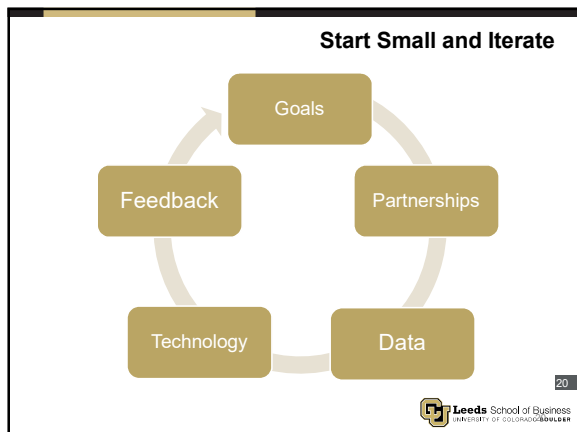 Start Small and Iterate
Goals
Partnerships
Data
Technology
Feedback
20
Leeds School of Business
UNIVERSITY OF COLORADO BOULDER